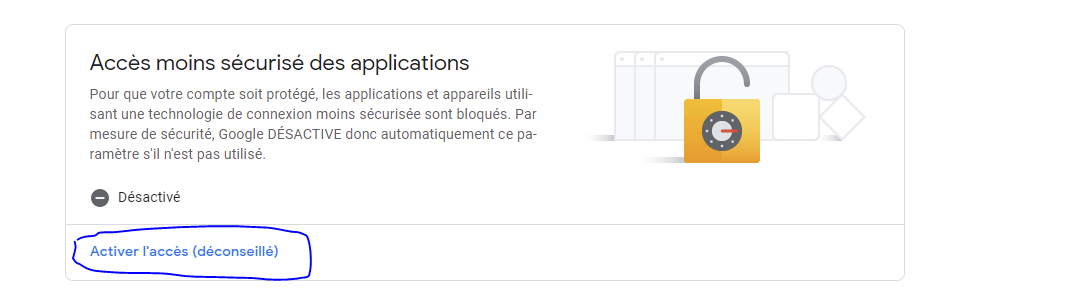 Accès moins sécurisé des applications
Pour que votre compte soit protégé, les applications et appareils utili-
sant une technologie de connexion moins sécurisée sont bloqués. Par
mesure de sécurité, Google DÉSACTIVE donc automatiquement ce pa-
ramètre s'il n'est pas utilisé.
Désactivé
Activer l'accès (déconseillé)